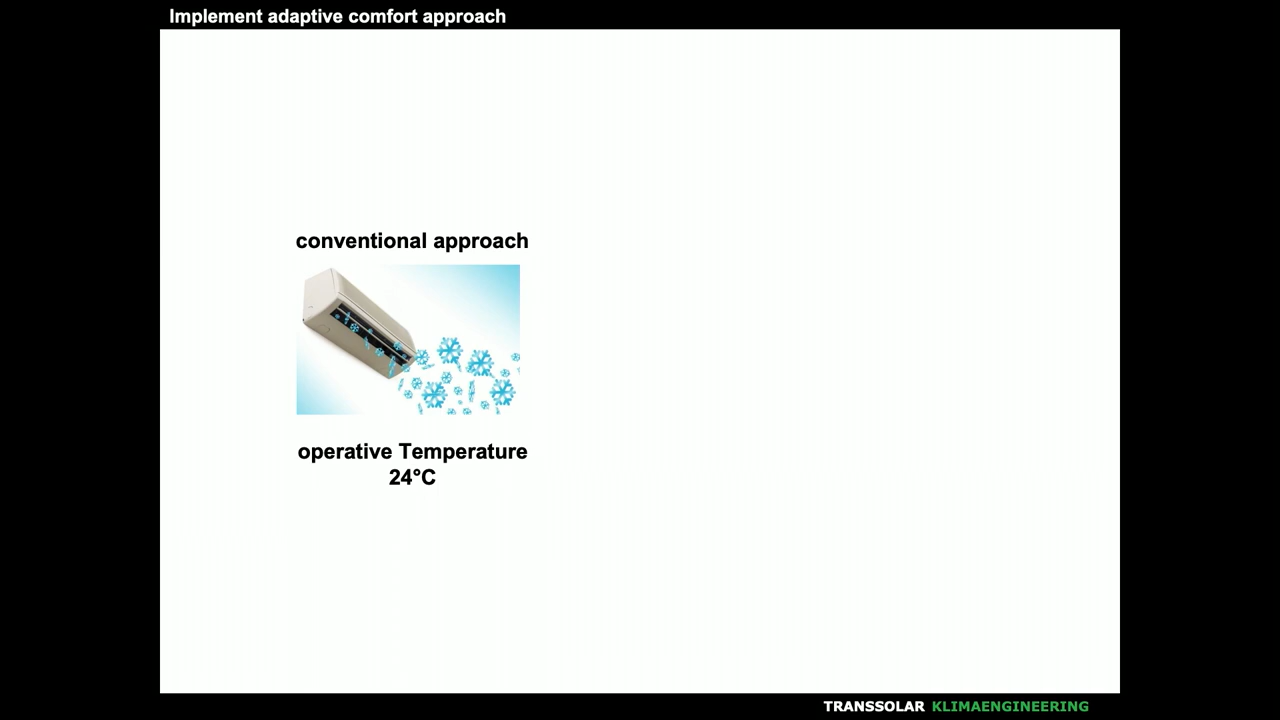 Implement adaptive comfort approach
conventional approach
operative Temperature
24°C
TRANSSOLAR KLIMAENGINEERING